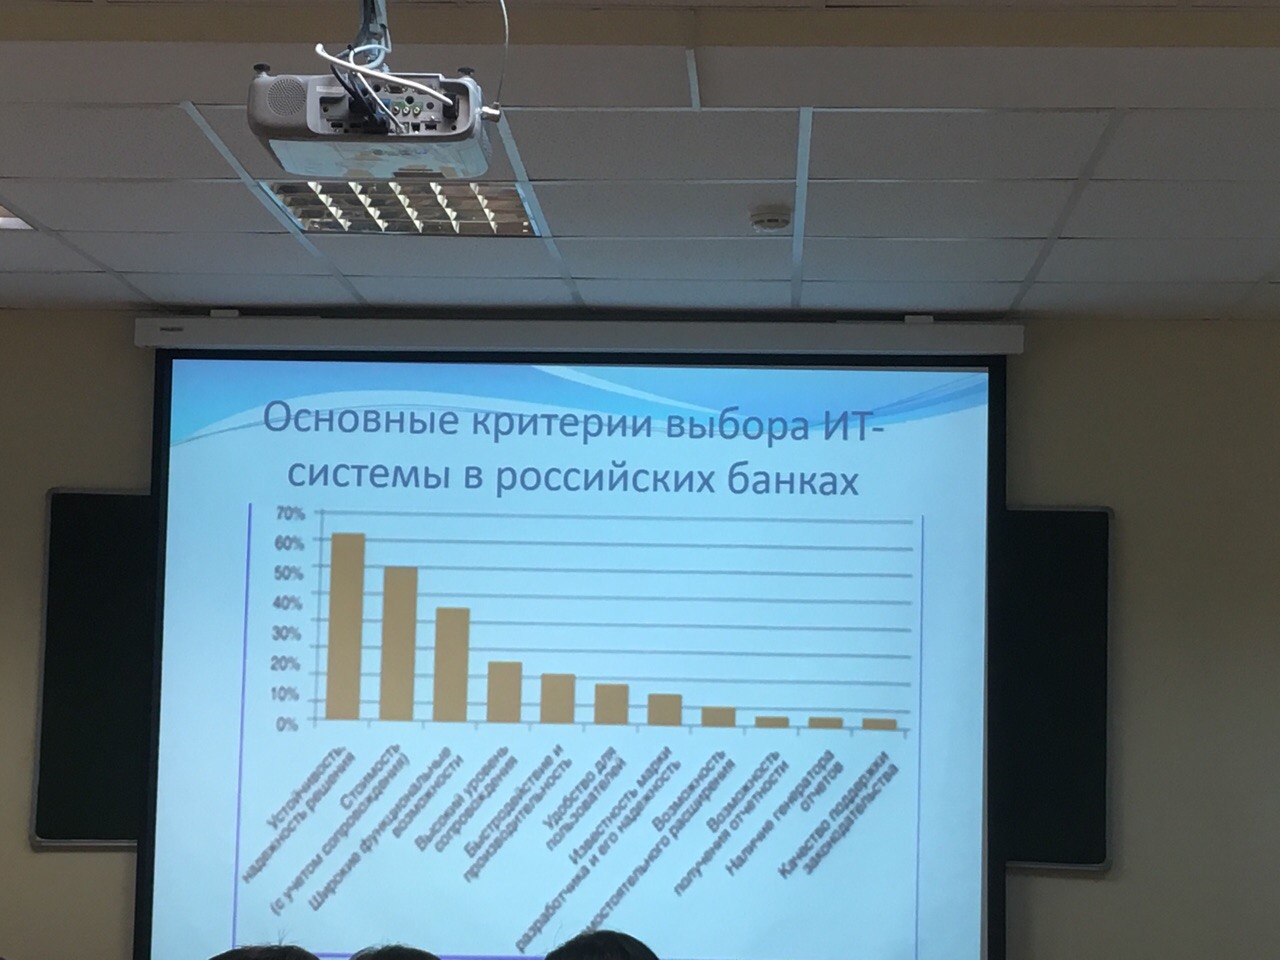 Основные критерии выбора ИТ-
системы в российских банках
70%
60%
50%
40%
30%
20%
10%
0%
Устойчивость,
надежность решения
Стоимость
(с учетом сопровождения)
Широкие функциональные
возможности
Высокий уровень
сопровождения
Быстродействие и
производительность
Удобство для
пользователей
Известность марки
разработчика и его надежность
Возможность
расширения
Возможность
получения отчетности
Наличие генератора
отчетов
Качество поддержки
законодательства